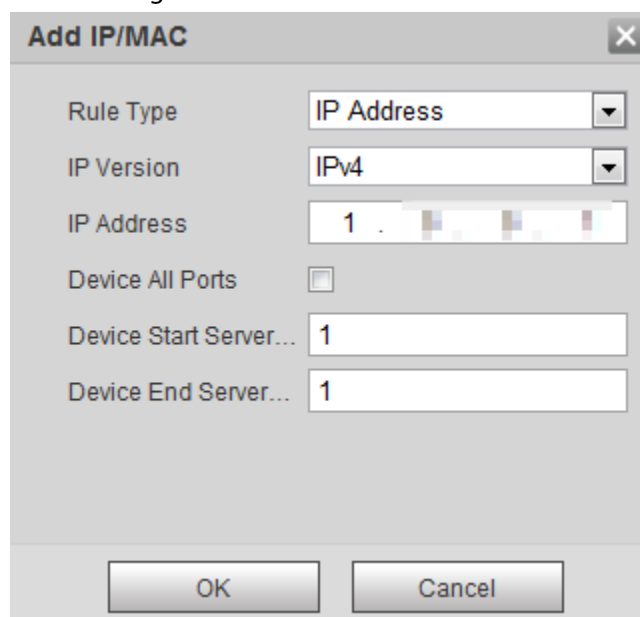 Add IP/MAC
Rule Type IP Address
IP Version IPv4
IP Address 1 .
Device All Ports
Device Start Server... 1
Device End Server... 1
OK Cancel